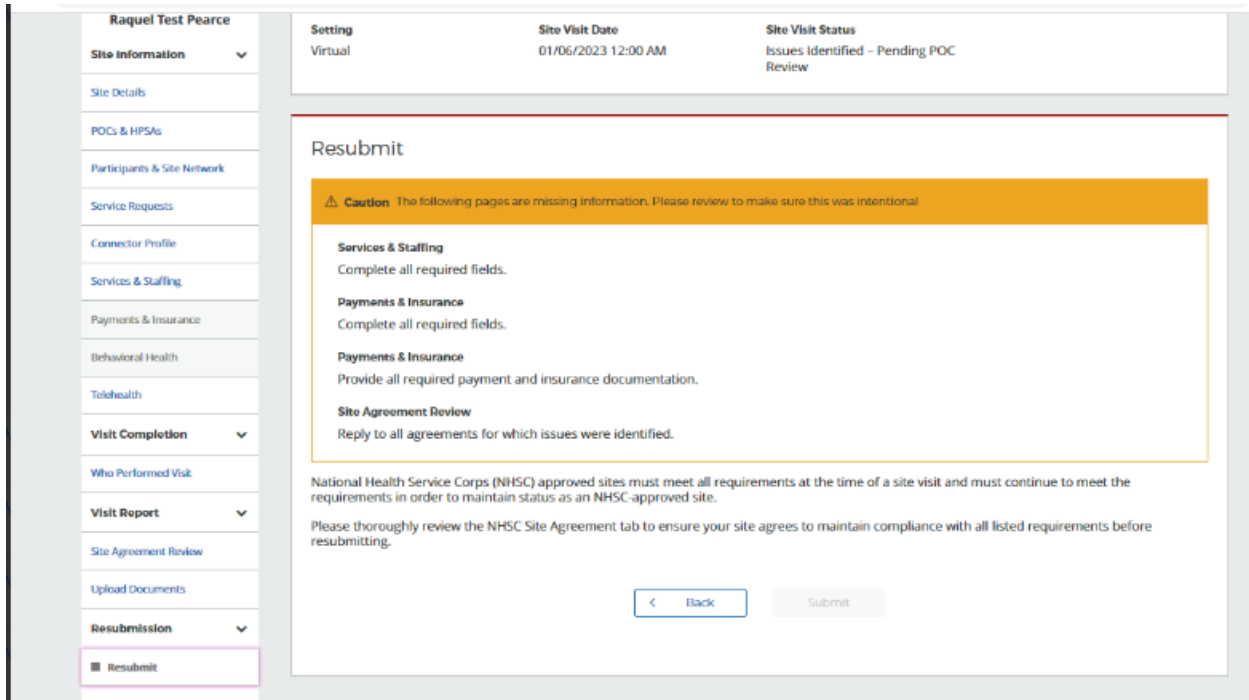 Raquel Test Pearce
Site Information
Site Details
POCs & HPSAs
Participants & Site Network
Service Requests
Connector Profile
Services & Staffing
Payments & Insurance
Behavioral Health
Telehealth
Visit Completion
Who Performed Visit
Visit Report
Site Agreement Review
Upload Documents
Resubmission
Resubmit
Setting
Virtual
Site Visit Date
01/06/2023 12:00 AM
Site Visit Status
Issues Identified – Pending POC
Review
Resubmit
Caution The following pages are missing information. Please review to make sure this was intentional
Services & Staffing
Complete all required fields.
Payments & Insurance
Complete all required fields.
Payments & Insurance
Provide all required payment and insurance documentation.
Site Agreement Review
Reply to all agreements for which issues were identified.
National Health Service Corps (NHSC) approved sites must meet all requirements at the time of a site visit and must continue to meet the
requirements in order to maintain status as an NHSC-approved site.
Please thoroughly review the NHSC Site Agreement tab to ensure your site agrees to maintain compliance with all listed requirements before
resubmitting.
Back
Submit